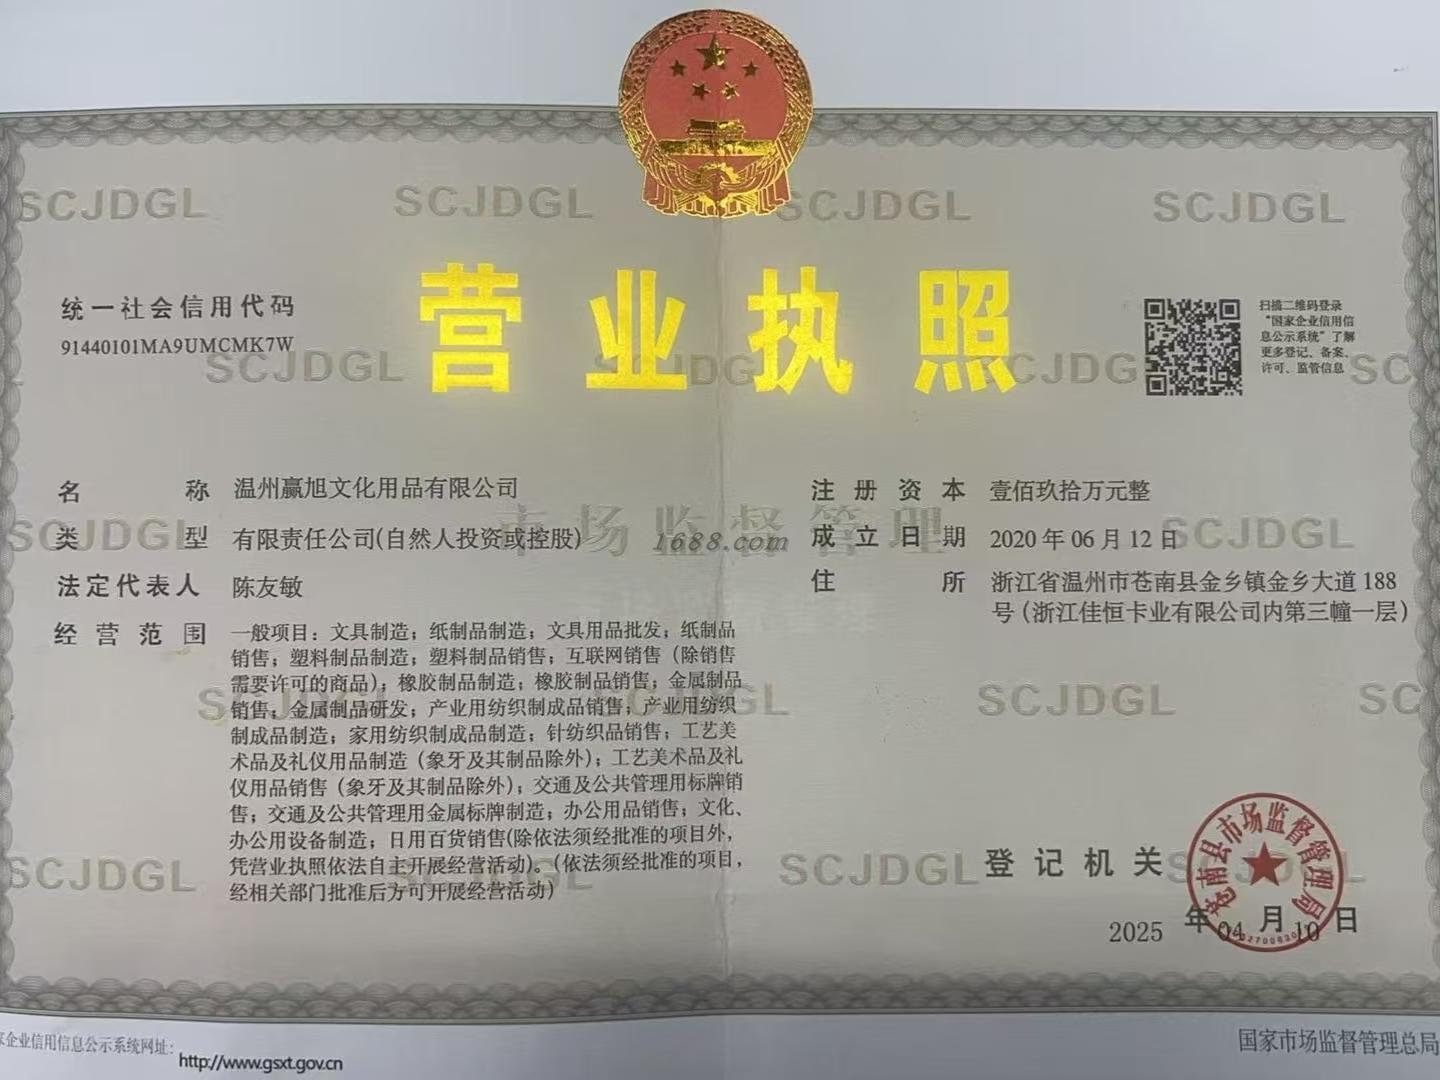 SCJDGL SCJDGL SCJDGL SCJDGL
营业执照
统一社会信用代码
91440101MA9UMCMK7W
扫描二维码登录
“国家企业信用信
息公示系统”了解
更多登记、备案、
许可、监管信息
SCJDGL
名称 温州赢旭文化用品有限公司
类型 有限责任公司(自然人投资或控股)
法定代表人 陈友敏
经营范围 一般项目：文具制造；纸制品制造；文具用品批发；纸制品
销售；塑料制品制造；塑料制品销售；互联网销售（除销售
需要许可的商品）；橡胶制品制造；橡胶制品销售；金属制品
销售；金属制品研发；产业用纺织制成品销售；产业用纺织
制成品制造；家用纺织制成品制造；针纺织品销售；工艺美
术品及礼仪用品制造（象牙及其制品除外）；工艺美术品及礼
仪用品销售（象牙及其制品除外）；交通及公共管理用标牌销
售；交通及公共管理用金属标牌制造；办公用品销售；文化、
办公用设备制造；日用百货销售(除依法须经批准的项目外，
凭营业执照依法自主开展经营活动)。（依法须经批准的项目，
经相关部门批准后方可开展经营活动）
注册资本 壹佰玖拾万元整
成立日期 2020年06月12日
住所 浙江省温州市苍南县金乡镇金乡大道188
号（浙江佳恒卡业有限公司内第三幢一层）
市场监督管理
1688.com
SCJDGL SCJDGL
SCJDGL SCJDGL SCJDGL
SCJDGL SCJDGL SCJDGL
登记机关
苍南县市场监督管理局
2025年04月10日
家企业信用信息公示系统网址：
http://www.gsxt.gov.cn
国家市场监督管理总局